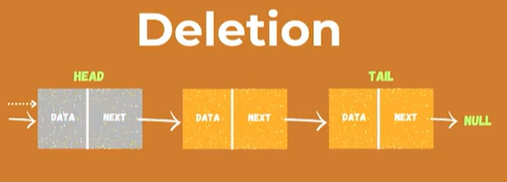 Deletion
HEAD
TAIL
DATA NEXT DATA NEXT DATA NEXT NULL